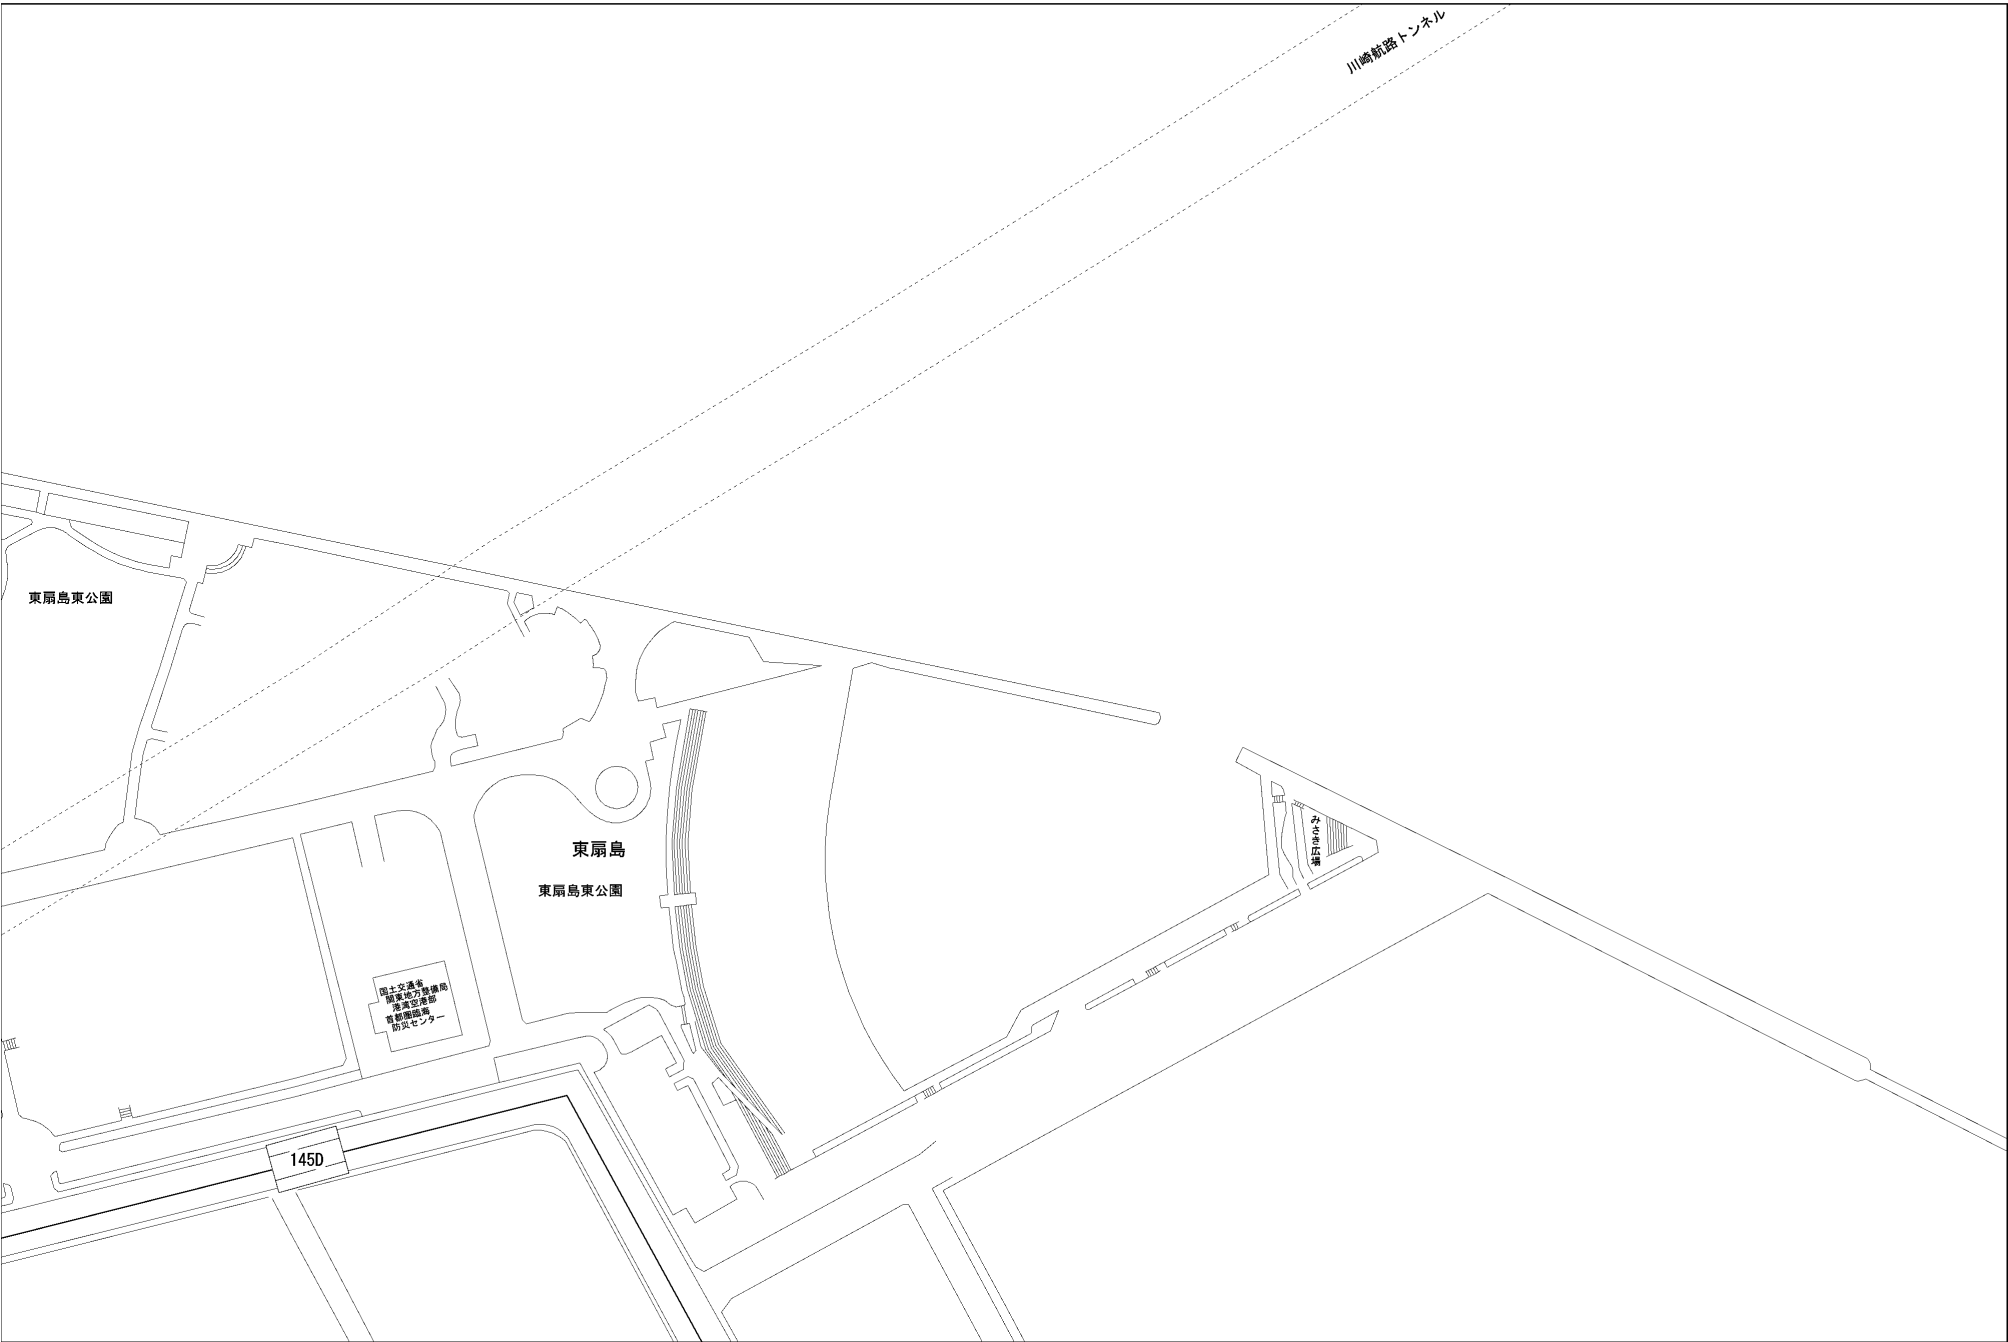 川崎航路トンネル
東扇島東公園
みさき広場
東扇島
東扇島東公園
国土交通省
関東地方整備局
港湾空港部
首都圏臨海
防災センター
145D